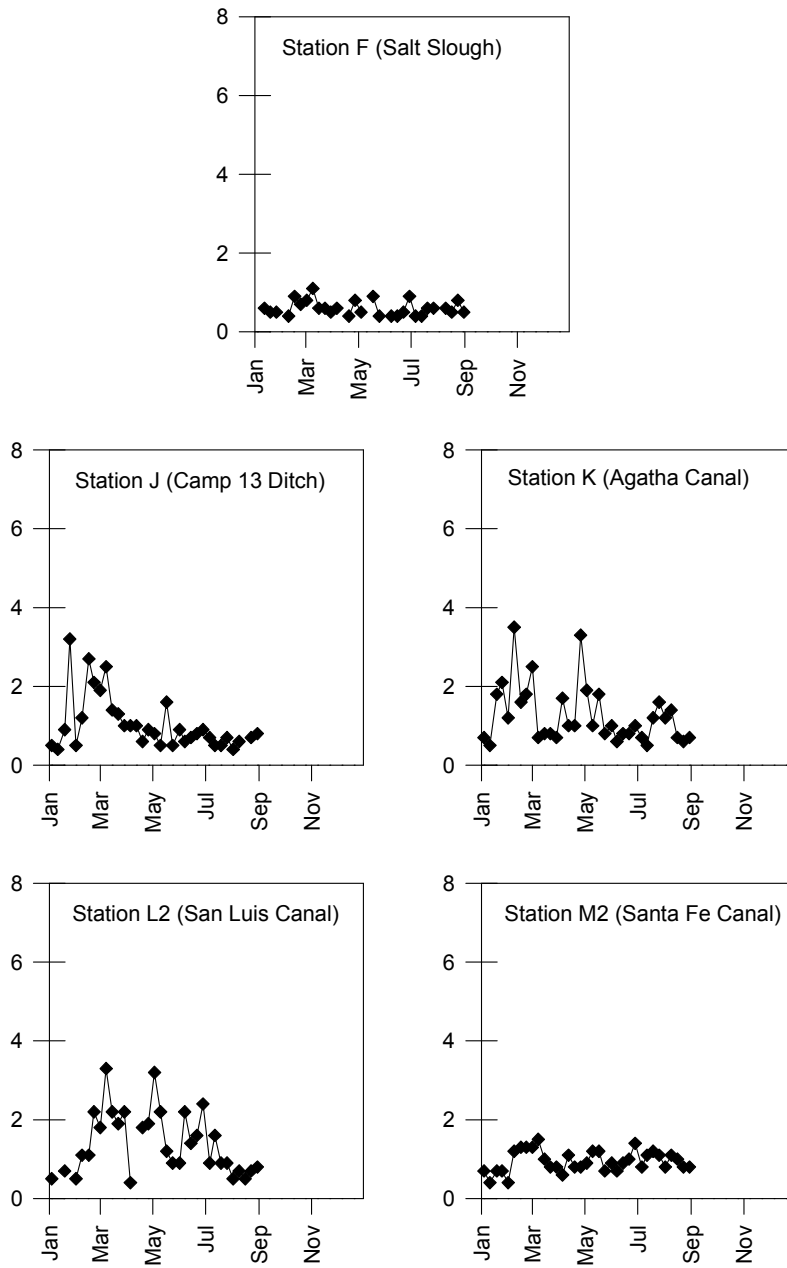 8
Station F (Salt Slough)
6
4
2
0
Jan
Mar
May
Jul
Sep
Nov
8
Station J (Camp 13 Ditch)
6
4
2
0
Jan
Mar
May
Jul
Sep
Nov
8
Station K (Agatha Canal)
6
4
2
0
Jan
Mar
May
Jul
Sep
Nov
8
Station L2 (San Luis Canal)
6
4
2
0
Jan
Mar
May
Jul
Sep
Nov
8
Station M2 (Santa Fe Canal)
6
4
2
0
Jan
Mar
May
Jul
Sep
Nov